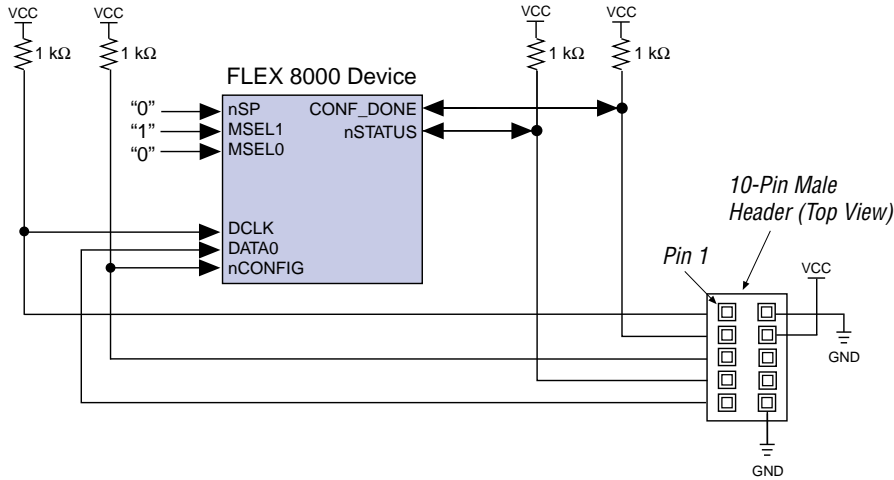 VCC
VCC
VCC
VCC
1 kΩ
1 kΩ
1 kΩ
1 kΩ
FLEX 8000 Device
“0”
nSP
CONF_DONE
“1”
MSEL1
nSTATUS
“0”
MSEL0
10-Pin Male
Header (Top View)
DCLK
DATA0
nCONFIG
Pin 1
VCC
GND
GND